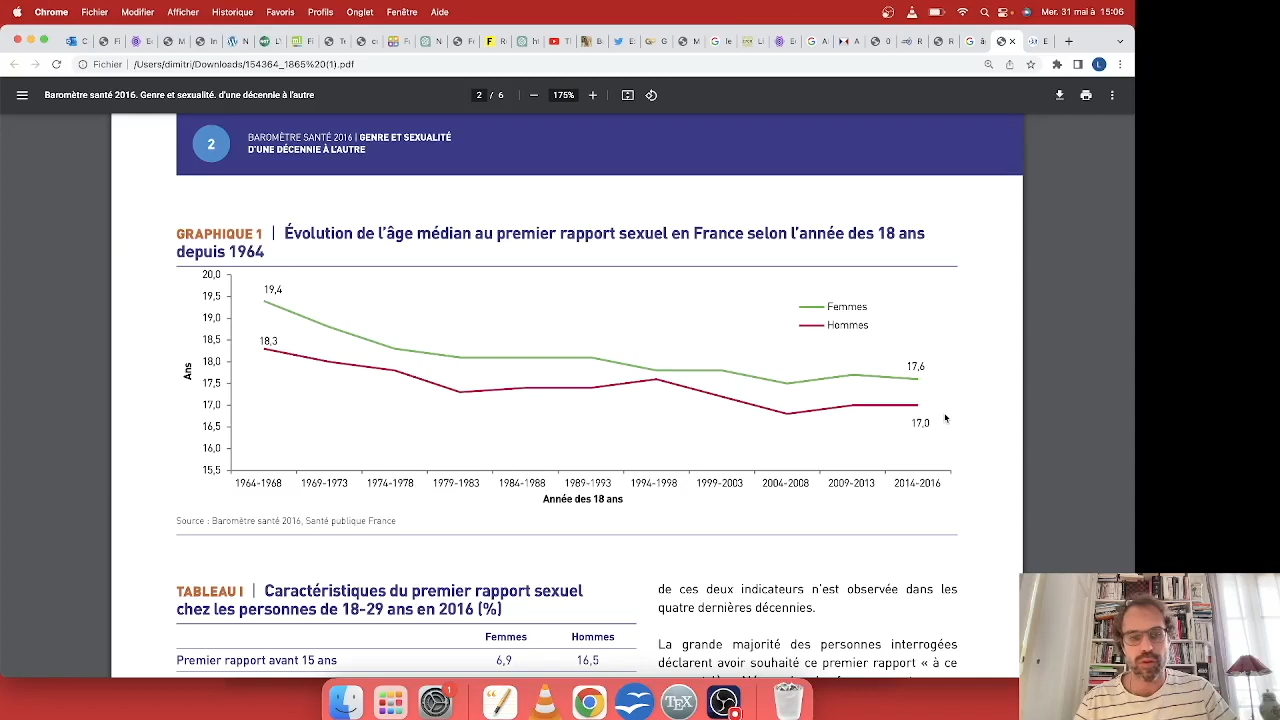 Chrome Fichier Modifier Afficher Historique Favoris Profils Onglet Fenêtre Aide Mer. 31 mai à 15:06
Fichier /Users/dimitri/Downloads/154364_1865%20(1).pdf
Baromètre santé 2016. Genre et sexualité. d'une décennie à l'autre 2 / 6 175%
2 BAROMÈTRE SANTÉ 2016 | GENRE ET SEXUALITÉ
D'UNE DÉCENNIE À L'AUTRE
GRAPHIQUE 1 | Évolution de l'âge médian au premier rapport sexuel en France selon l'année des 18 ans
depuis 1964
20,0
19,5
19,0
18,5
18,0
17,5
17,0
16,5
16,0
15,5
Ans
19,4
18,3
Femmes
Hommes
17,6
17,0
1964-1968 1969-1973 1974-1978 1979-1983 1984-1988 1989-1993 1994-1998 1999-2003 2004-2008 2009-2013 2014-2016
Année des 18 ans
Source : Baromètre santé 2016, Santé publique France
TABLEAU I | Caractéristiques du premier rapport sexuel
chez les personnes de 18-29 ans en 2016 (%)
Femmes Hommes
Premier rapport avant 15 ans 6,9 16,5
de ces deux indicateurs n'est observée dans les
quatre dernières décennies.
La grande majorité des personnes interrogées
déclarent avoir souhaité ce premier rapport « à ce
TEX